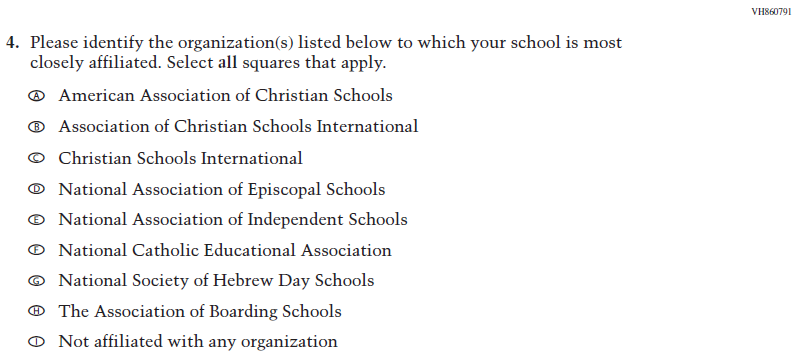 VH860791
4. Please identify the organization(s) listed below to which your school is most
closely affiliated. Select all squares that apply.
A American Association of Christian Schools
B Association of Christian Schools International
C Christian Schools International
D National Association of Episcopal Schools
E National Association of Independent Schools
F National Catholic Educational Association
G National Society of Hebrew Day Schools
H The Association of Boarding Schools
I Not affiliated with any organization